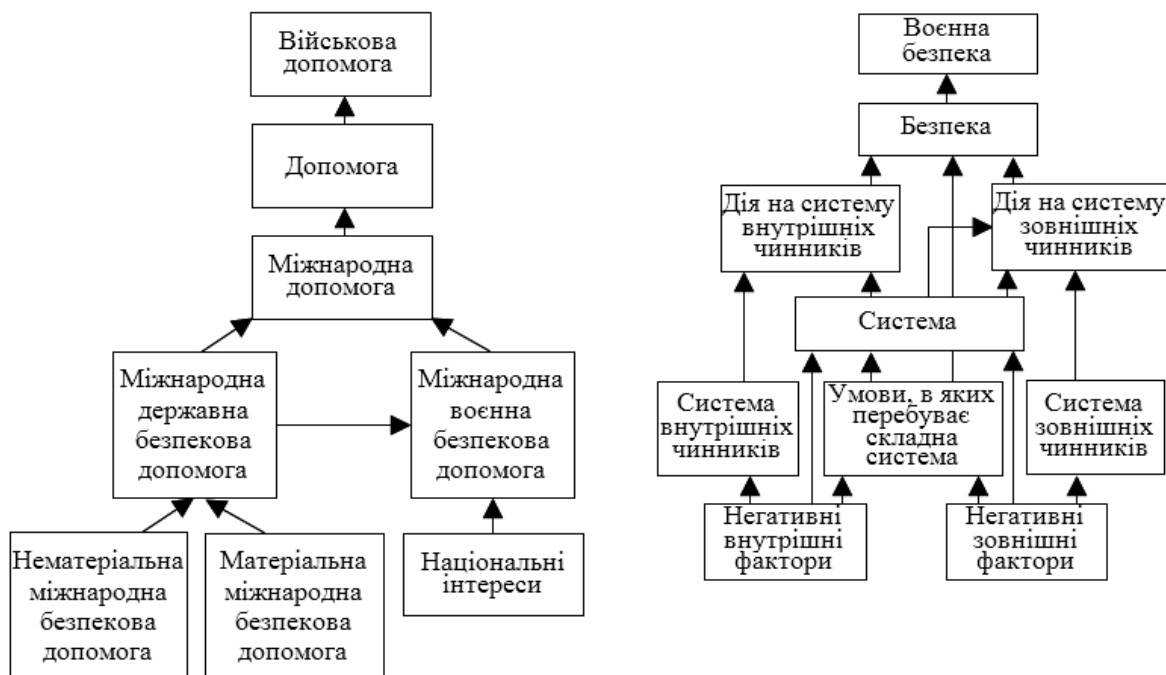 Військова
допомога
Допомога
Міжнародна
допомога
Міжнародна
державна
безпекова
допомога
Міжнародна
воєнна
безпекова
допомога
Нематеріальна
міжнародна
безпекова
допомога
Матеріальна
міжнародна
безпекова
допомога
Національні
інтереси
Воєнна
безпека
Безпека
Дія на систему
внутрішніх
чинників
Дія на систему
зовнішніх
чинників
Система
Система
внутрішніх
чинників
Умови, в яких
перебуває
складна
система
Система
зовнішніх
чинників
Негативні
внутрішні
фактори
Негативні
зовнішні
фактори